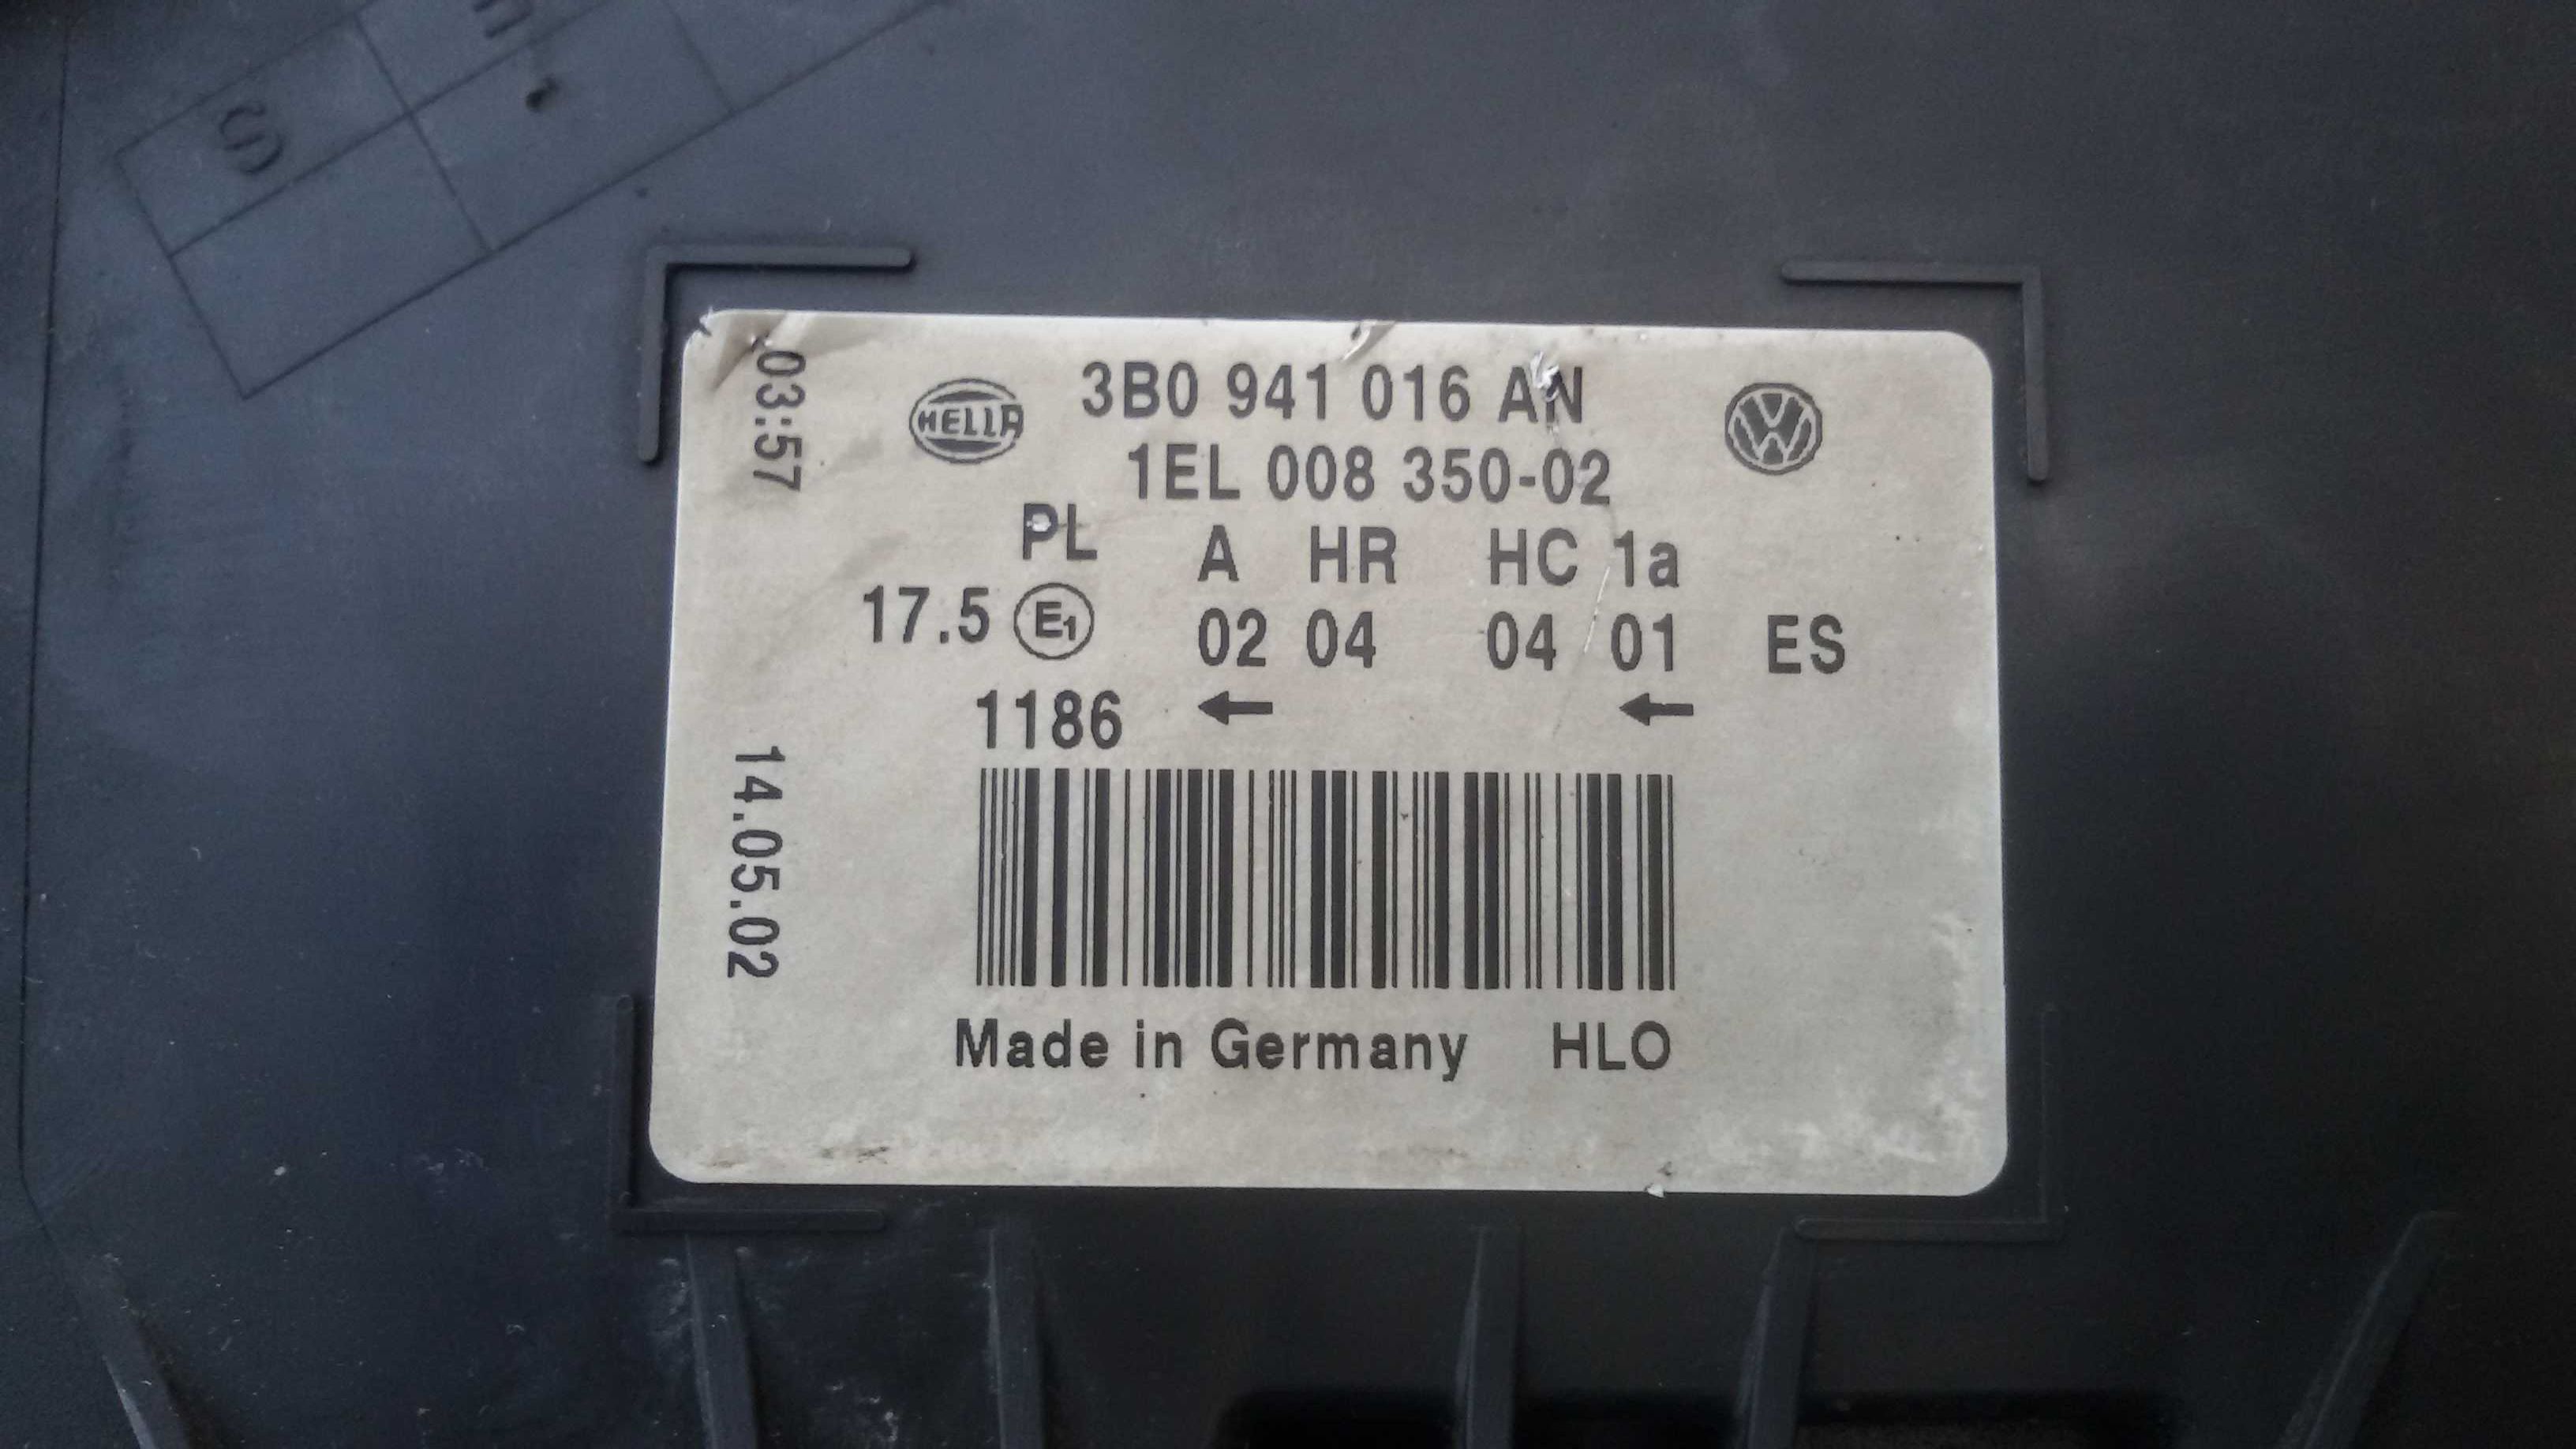 S
03:57
HELLA
3B0 941 016 AN
1EL 008 350-02
PL A HR HC 1a
17.5 E1 02 04 04 01 ES
1186 ← ←
14.05.02
Made in Germany HLO